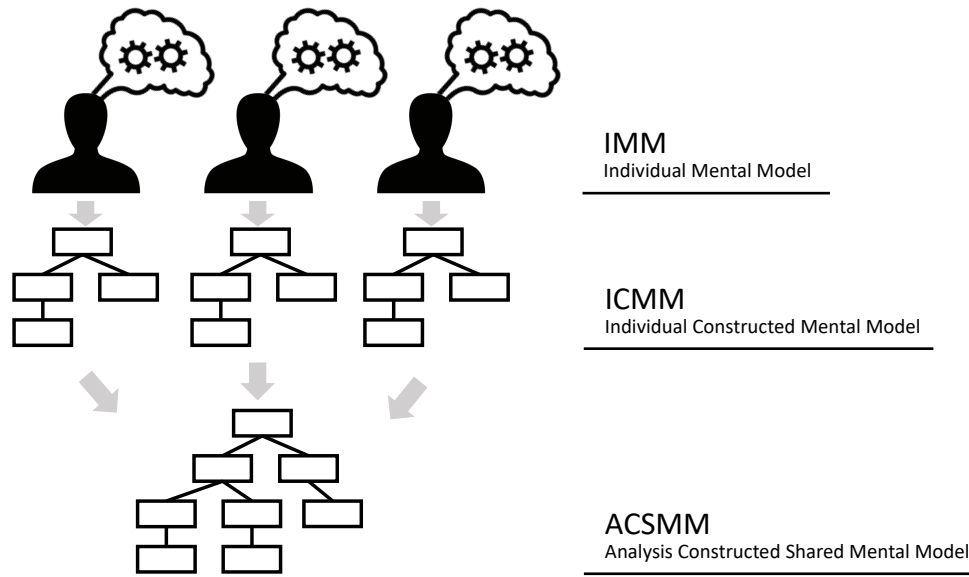 IMM
Individual Mental Model
ICMM
Individual Constructed Mental Model
ACSMM
Analysis Constructed Shared Mental Model